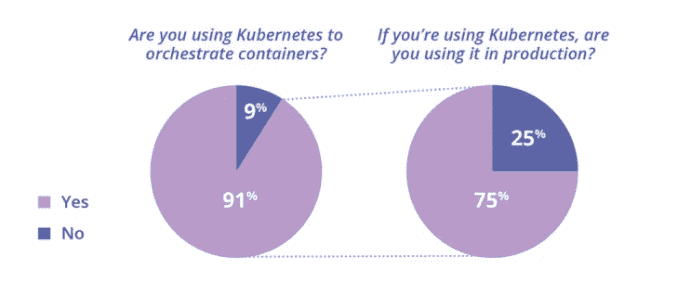 Are you using Kubernetes to
orchestrate containers?
If you're using Kubernetes, are
you using it in production?
9%
91%
25%
75%
Yes
No